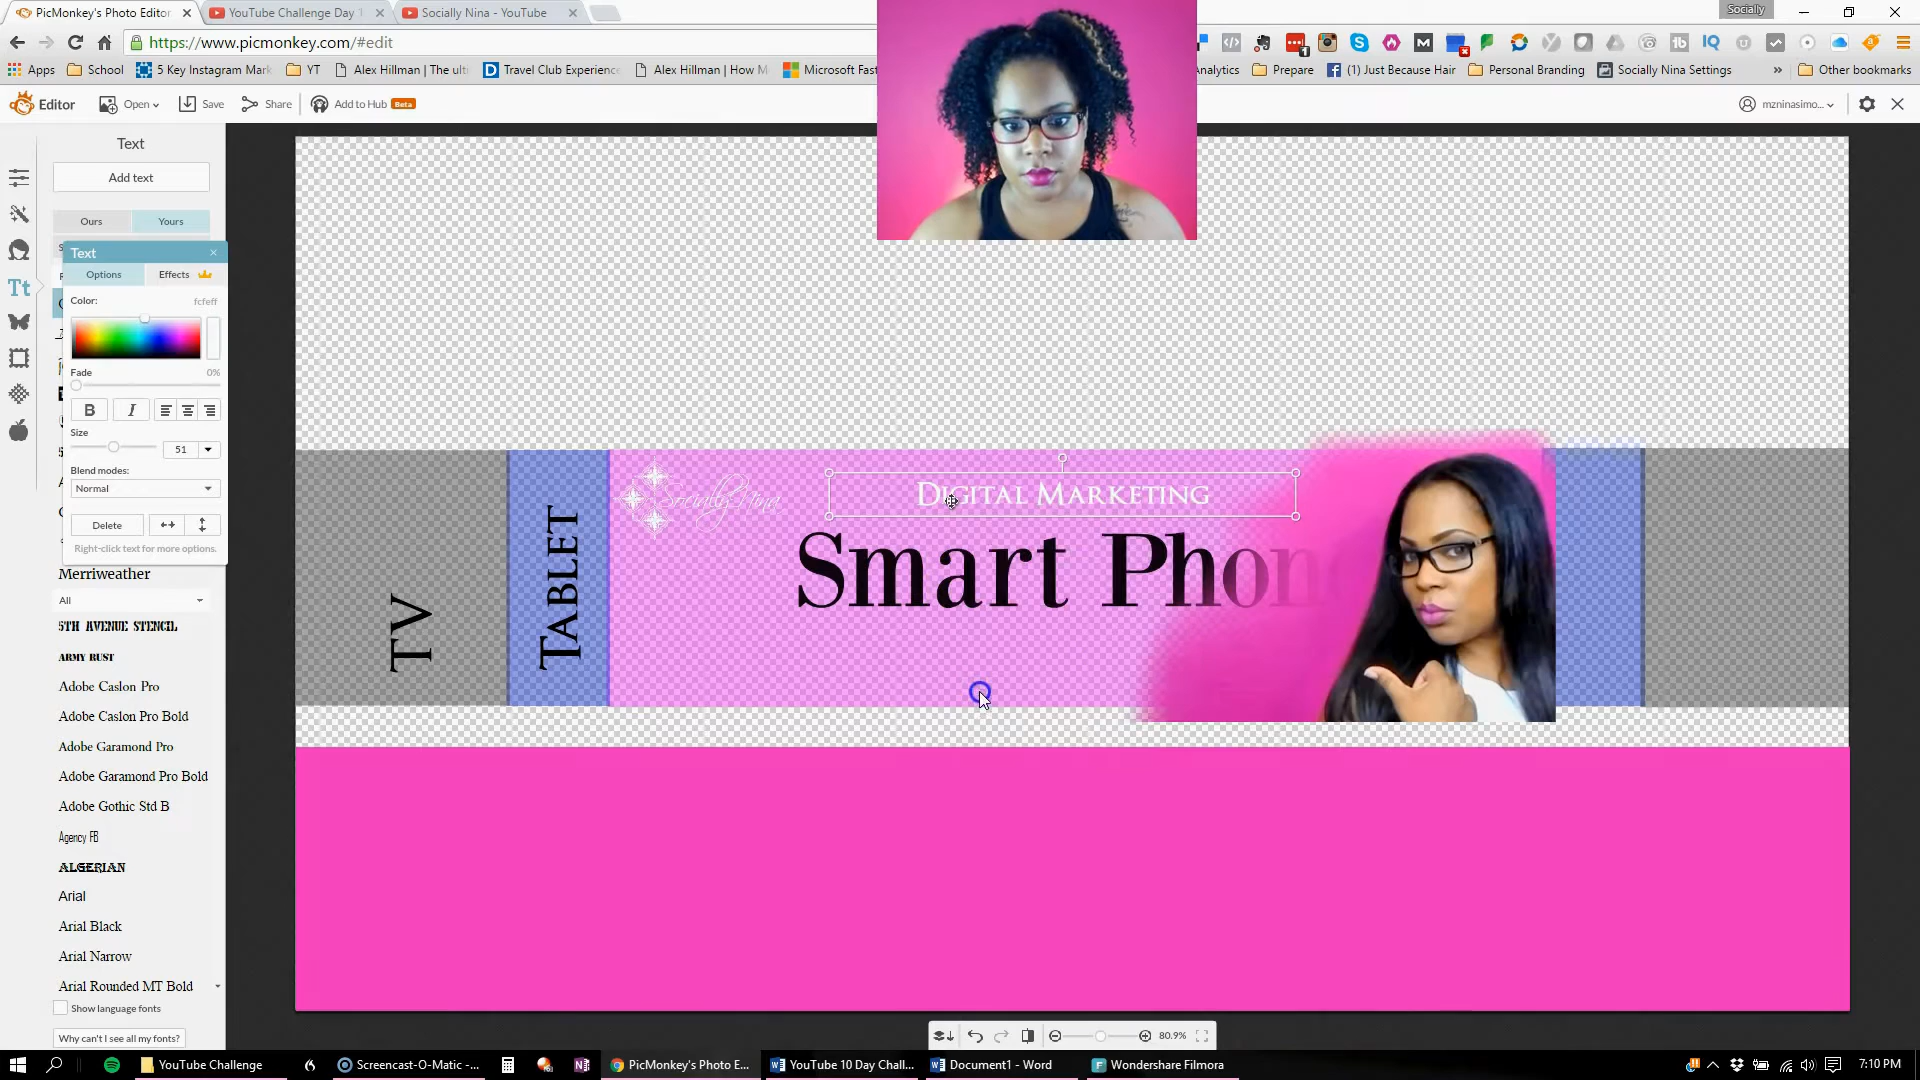 PicMonkey's Photo Editor
YouTube Challenge Day 1
Socially Nina - YouTube
Socially
https://www.picmonkey.com/#edit
Apps
School
5 Key Instagram Mark
YT
Alex Hillman | The ulti
Travel Club Experience
Alex Hillman | How M
Microsoft Fast
Analytics
Prepare
(1) Just Because Hair
Personal Branding
Socially Nina Settings
Other bookmarks
Editor
Open
Save
Share
Add to Hub
Beta
mzninasimo...
Text
Add text
Ours
Yours
Text
Options
Effects
Color:
fcfeff
Fade
0%
B
I
Size
51
Blend modes:
Normal
Delete
Right-click text for more options.
Merriweather
All
5TH AVENUE STENCIL
ARMY RUST
Adobe Caslon Pro
Adobe Caslon Pro Bold
Adobe Garamond Pro
Adobe Garamond Pro Bold
Adobe Gothic Std B
Agency FB
ALGERIAN
Arial
Arial Black
Arial Narrow
Arial Rounded MT Bold
Show language fonts
Why can't I see all my fonts?
TV
TABLET
Socially Nina
DIGITAL MARKETING
Smart Phon
80.9%
YouTube Challenge
Screencast-O-Matic -...
PicMonkey's Photo E...
YouTube 10 Day Chall...
Document1 - Word
Wondershare Filmora
7:10 PM